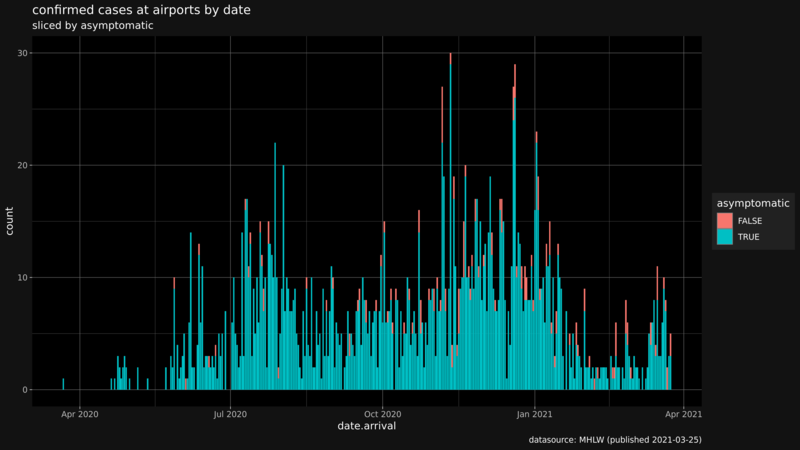 confirmed cases at airports by date
sliced by asymptomatic
30
20
10
0
count
Apr 2020
Jul 2020
Oct 2020
Jan 2021
Apr 2021
date.arrival
asymptomatic
FALSE
TRUE
datasource: MHLW (published 2021-03-25)